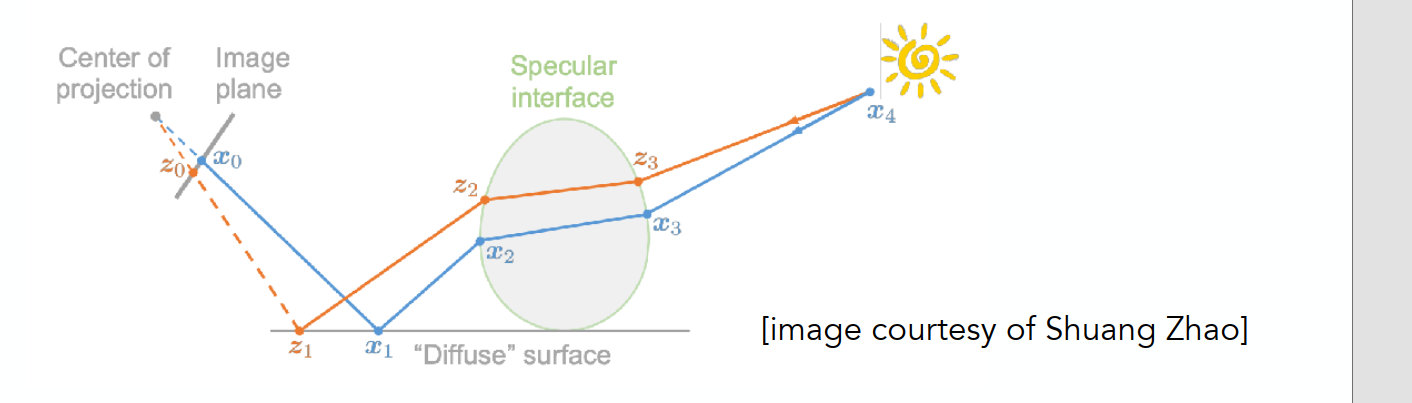 Center of
projection
Image
plane
Specular
interface
x₄
z₀
x₀
z₂
z₃
x₂
x₃
z₁
x₁
“Diffuse” surface
[image courtesy of Shuang Zhao]